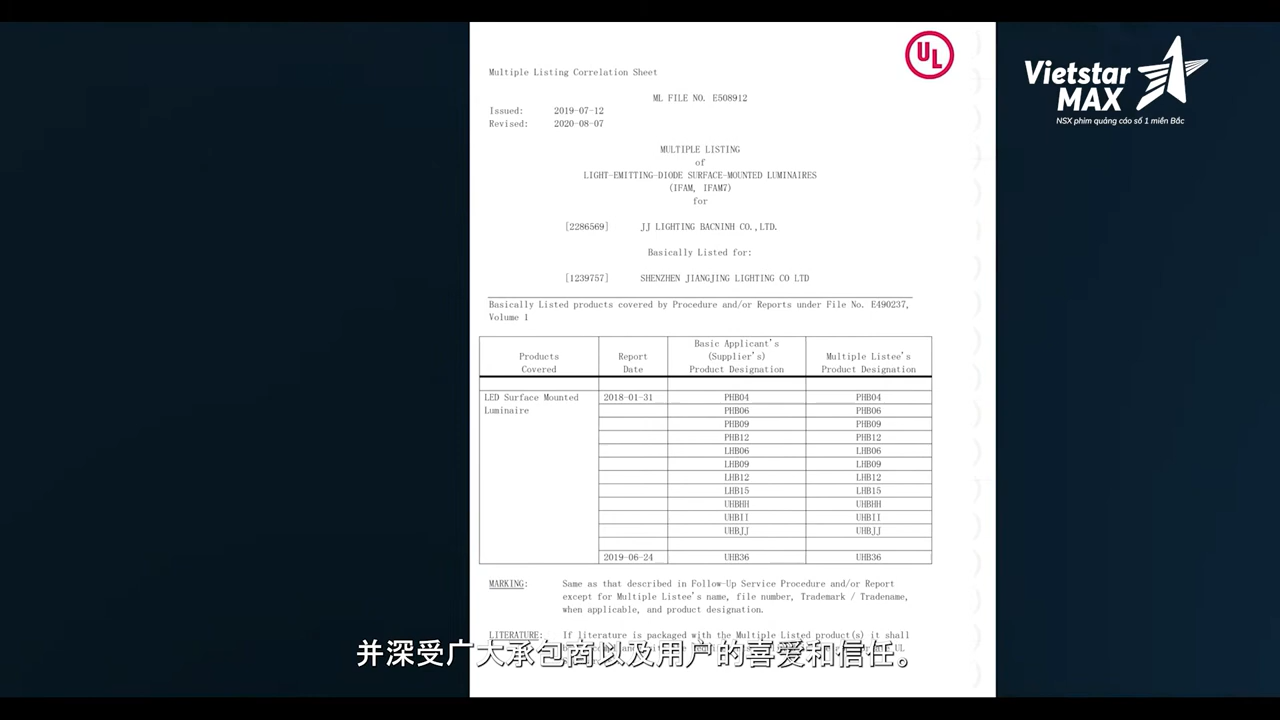 UL
Vietstar
MAX
NSX phim quảng cáo số 1 miền Bắc
Multiple Listing Correlation Sheet
ML FILE NO. E508912
Issued: 2019-07-12
Revised: 2020-08-07
MULTIPLE LISTING
of
LIGHT-EMITTING-DIODE SURFACE-MOUNTED LUMINAIRES
(IFAM, IFAM7)
for
[2286569] JJ LIGHTING BACNINH CO.,LTD.
Basically Listed for:
[1239757] SHENZHEN JIANGJING LIGHTING CO LTD
Basically Listed products covered by Procedure and/or Reports under File No. E490237,
Volume 1
Products Covered Report Date Basic Applicant's (Supplier's) Product Designation Multiple Listee's Product Designation
LED Surface Mounted Luminaire 2018-01-31 PHB04 PHB04
PHB06 PHB06
PHB09 PHB09
PHB12 PHB12
LHB06 LHB06
LHB09 LHB09
LHB12 LHB12
LHB15 LHB15
UHBHH UHBHH
UHBII UHBII
UHBJJ UHBJJ
2019-06-24 UHB36 UHB36
MARKING: Same as that described in Follow-Up Service Procedure and/or Report
except for Multiple Listee's name, file number, Trademark / Tradename,
when applicable, and product designation.
LITERATURE: If literature is packaged with the Multiple Listed product(s) it shall
并深受广大承包商以及用户的喜爱和信任。